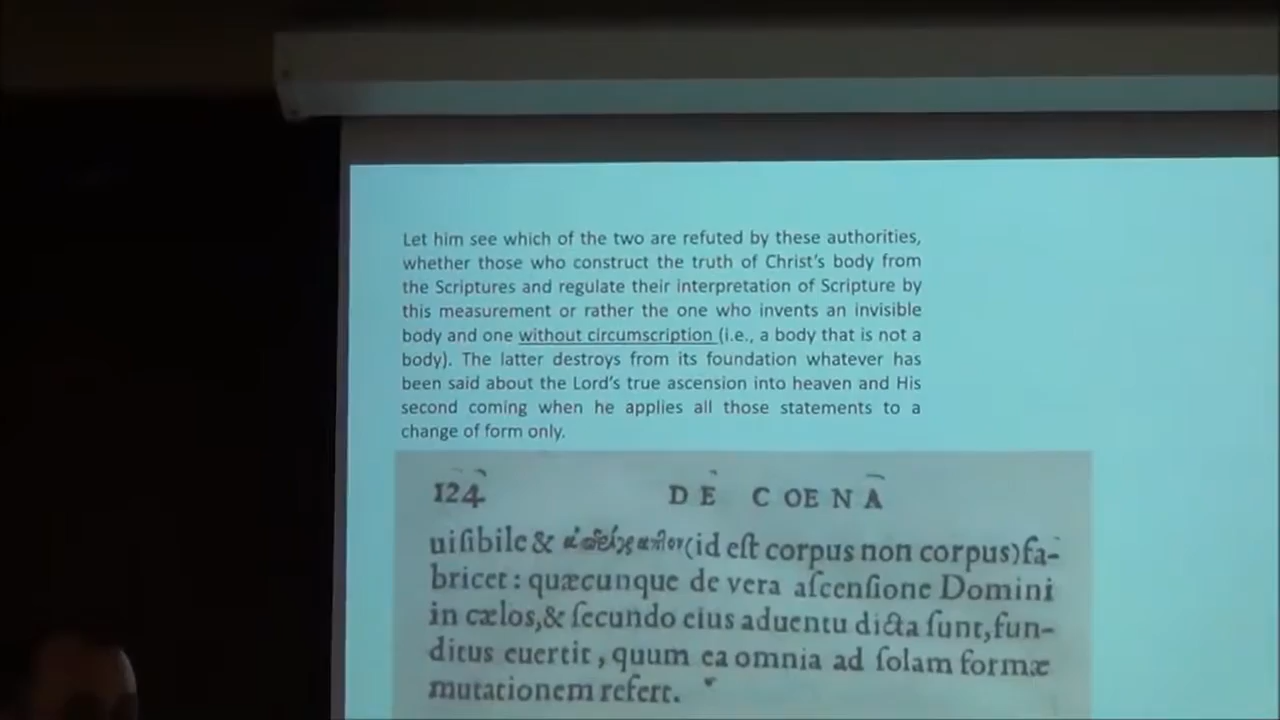 Let him see which of the two are refuted by these authorities,
whether those who construct the truth of Christ's body from
the Scriptures and regulate their interpretation of Scripture by
this measurement or rather the one who invents an invisible
body and one without circumscription (i.e., a body that is not a
body). The latter destroys from its foundation whatever has
been said about the Lord's true ascension into heaven and His
second coming when he applies all those statements to a
change of form only.
124 DE COENA
uiſibile & (id eſt corpus non corpus) fa-
bricet: quæcunque de vera aſcenſione Domini
in cælos, & ſecundo eius aduentu dicta ſunt, fun-
ditus euertit, quum ea omnia ad ſolam formæ
mutationem refert.